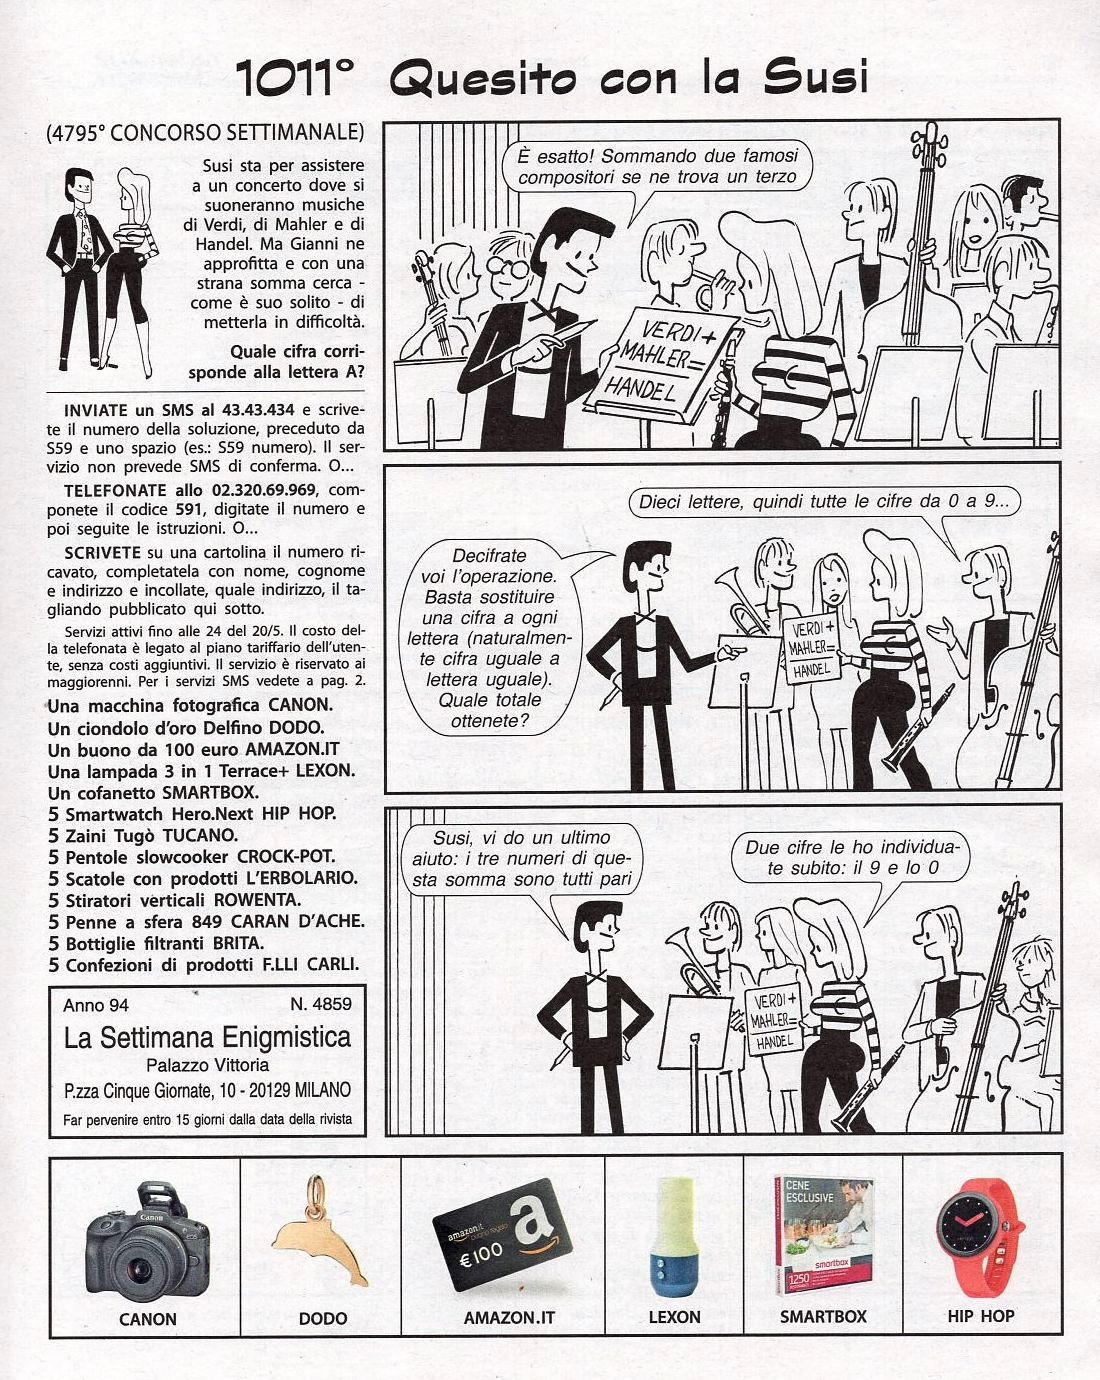 1011° Quesito con la Susi
(4795° CONCORSO SETTIMANALE)
Susi sta per assistere
a un concerto dove si
suoneranno musiche
di Verdi, di Mahler e di
Handel. Ma Gianni ne
approfitta e con una
strana somma cerca -
come è suo solito - di
metterla in difficoltà.
Quale cifra corri-
sponde alla lettera A?
INVIATE un SMS al 43.43.434 e scrive-
te il numero della soluzione, preceduto da
S59 e uno spazio (es.: S59 numero). Il ser-
vizio non prevede SMS di conferma. O...
TELEFONATE allo 02.320.69.969, com-
ponete il codice 591, digitate il numero e
poi seguite le istruzioni. O...
SCRIVETE su una cartolina il numero ri-
cavato, completatela con nome, cognome
e indirizzo e incollate, quale indirizzo, il ta-
gliando pubblicato qui sotto.
Servizi attivi fino alle 24 del 20/5. Il costo del-
la telefonata è legato al piano tariffario dell'uten-
te, senza costi aggiuntivi. Il servizio è riservato ai
maggiorenni. Per i servizi SMS vedete a pag. 2.
Una macchina fotografica CANON.
Un ciondolo d'oro Delfino DODO.
Un buono da 100 euro AMAZON.IT
Una lampada 3 in 1 Terrace+ LEXON.
Un cofanetto SMARTBOX.
5 Smartwatch Hero.Next HIP HOP.
5 Zaini Tugò TUCANO.
5 Pentole slowcooker CROCK-POT.
5 Scatole con prodotti L'ERBOLARIO.
5 Stiratori verticali ROWENTA.
5 Penne a sfera 849 CARAN D'ACHE.
5 Bottiglie filtranti BRITA.
5 Confezioni di prodotti F.LLI CARLI.
Anno 94 N. 4859
La Settimana Enigmistica
Palazzo Vittoria
P.zza Cinque Giornate, 10 - 20129 MILANO
Far pervenire entro 15 giorni dalla data della rivista
È esatto! Sommando due famosi
compositori se ne trova un terzo
VERDI+
MAHLER=
HANDEL
Dieci lettere, quindi tutte le cifre da 0 a 9...
Decifrate
voi l'operazione.
Basta sostituire
una cifra a ogni
lettera (naturalmen-
te cifra uguale a
lettera uguale).
Quale totale
ottenete?
VERDI+
MAHLER=
HANDEL
Susi, vi do un ultimo
aiuto: i tre numeri di que-
sta somma sono tutti pari
Due cifre le ho individua-
te subito: il 9 e lo 0
VERDI+
MAHLER=
HANDEL
Canon
EOS
amazon.it
a
€100
CENE
ESCLUSIVE
smartbox
1250
CANON
DODO
AMAZON.IT
LEXON
SMARTBOX
HIP HOP